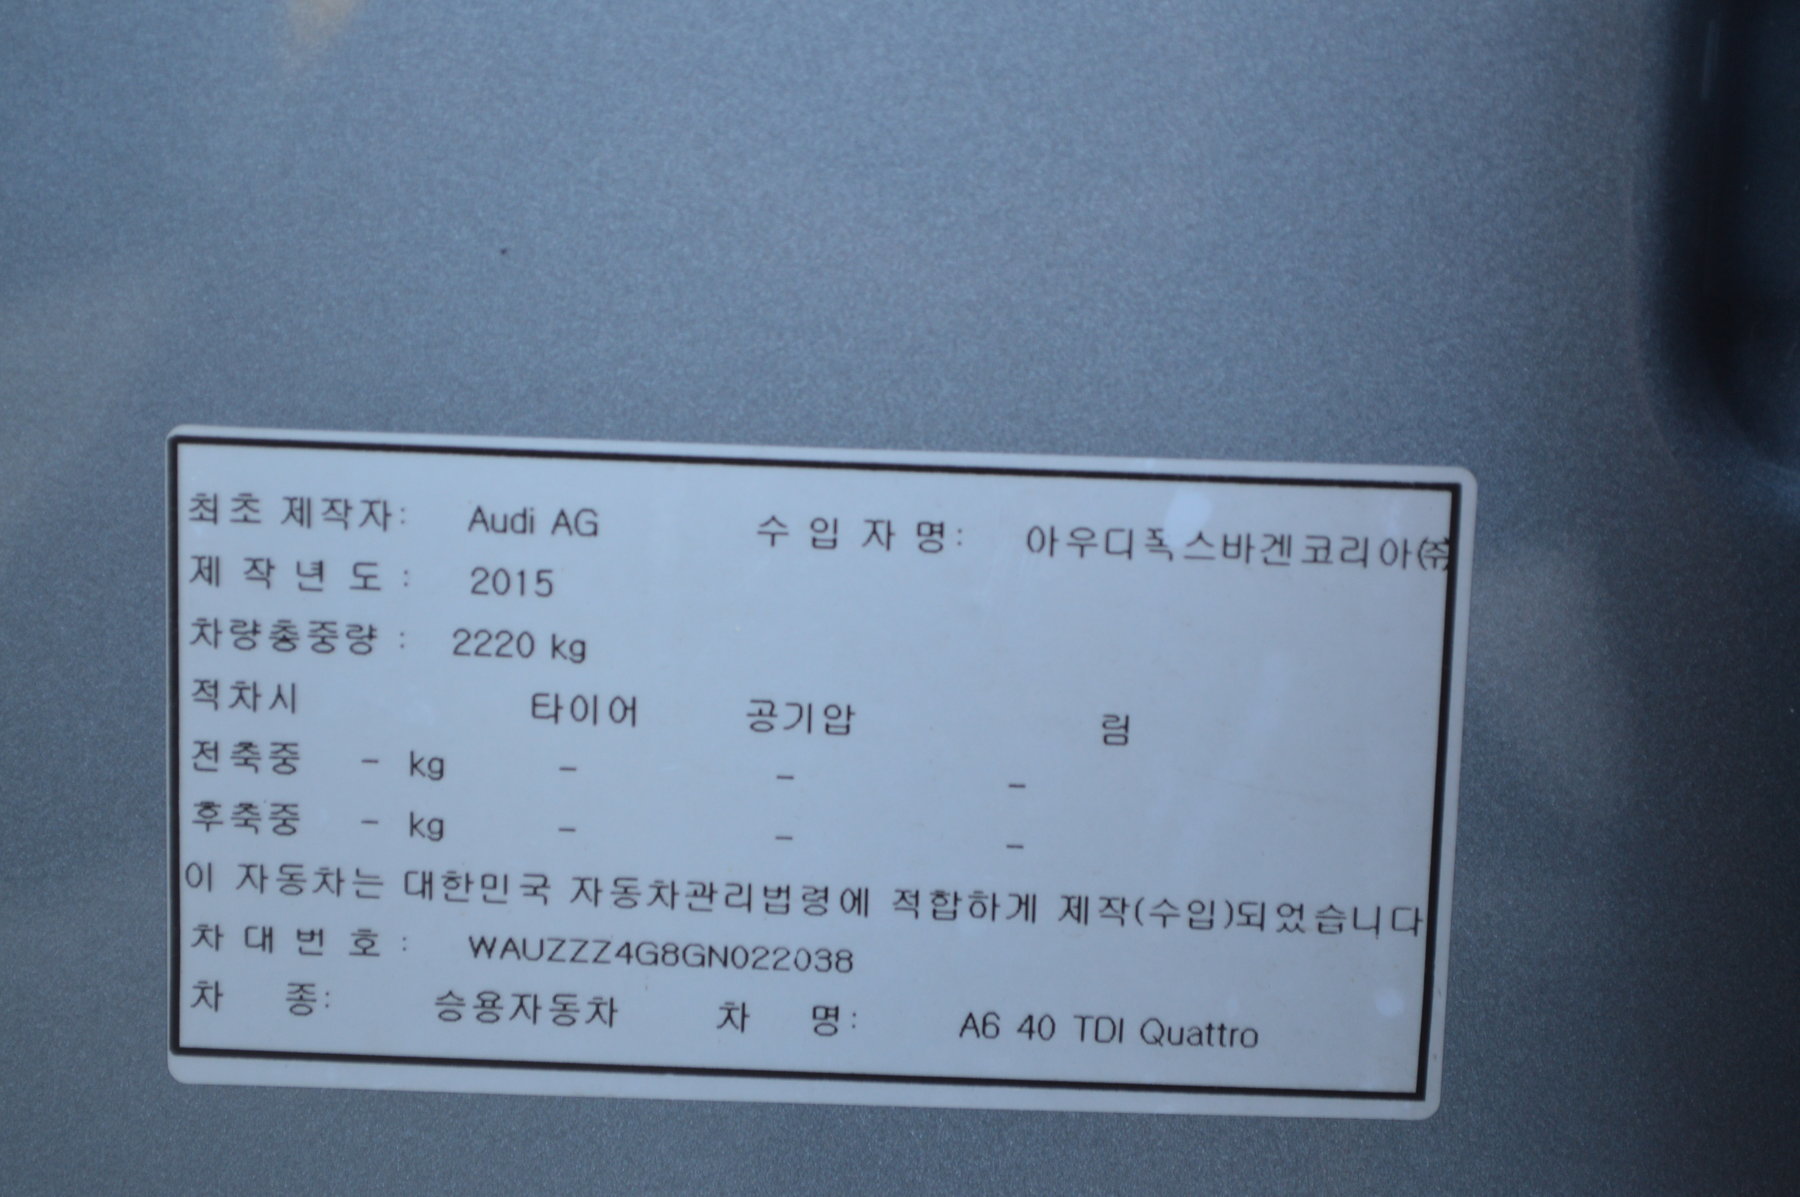 최초 제작자: Audi AG 수 입 자 명: 아우디폭스바겐코리아㈜
제 작 년 도 : 2015
차량총중량 : 2220 kg
적차시 타이어 공기압 림
전축중 - kg - - -
후축중 - kg - - -
이 자동차는 대한민국 자동차관리법령에 적합하게 제작(수입)되었습니다
차 대 번 호 : WAUZZZ4G8GN022038
차 종: 승용자동차 차 명: A6 40 TDI Quattro